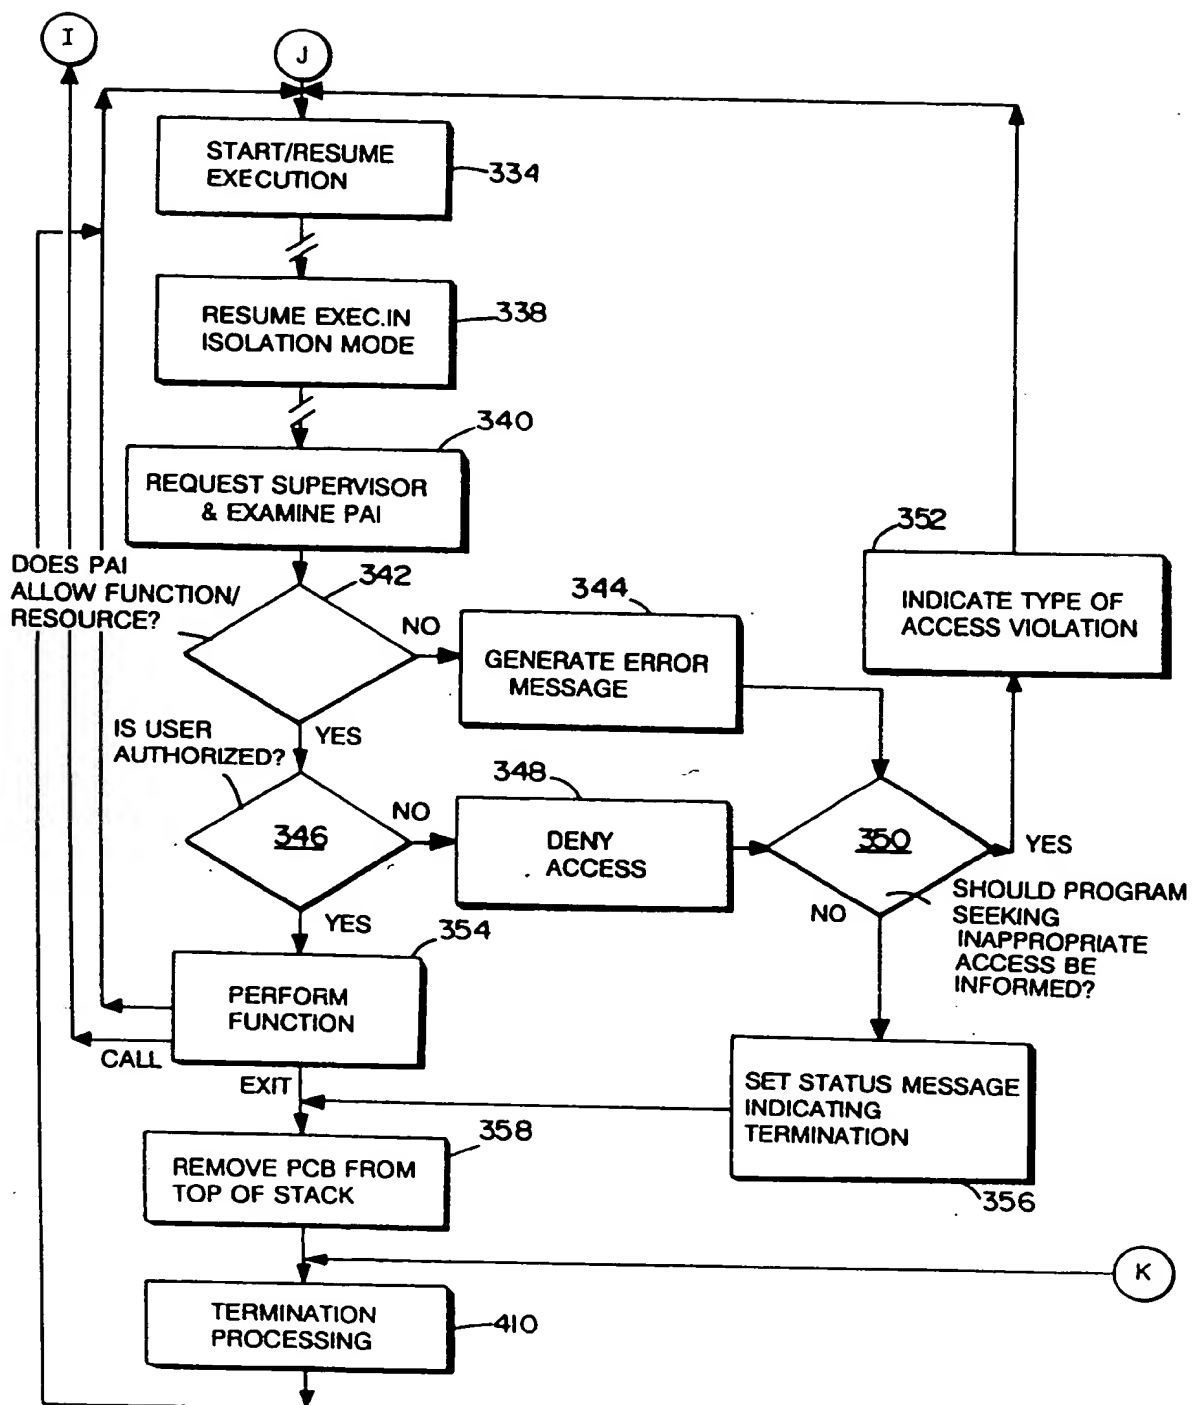 I
J
START/RESUME
EXECUTION
334
RESUME EXEC.IN
ISOLATION MODE
338
340
REQUEST SUPERVISOR
& EXAMINE PAI
352
INDICATE TYPE OF
ACCESS VIOLATION
DOES PAI
ALLOW FUNCTION/
RESOURCE?
342
NO
344
GENERATE ERROR
MESSAGE
YES
IS USER
AUTHORIZED?
346
NO
348
DENY
ACCESS
350
YES
NO
SHOULD PROGRAM
SEEKING
INAPPROPRIATE
ACCESS BE
INFORMED?
YES
354
PERFORM
FUNCTION
CALL
EXIT
SET STATUS MESSAGE
INDICATING
TERMINATION
356
358
REMOVE PCB FROM
TOP OF STACK
K
TERMINATION
PROCESSING
410